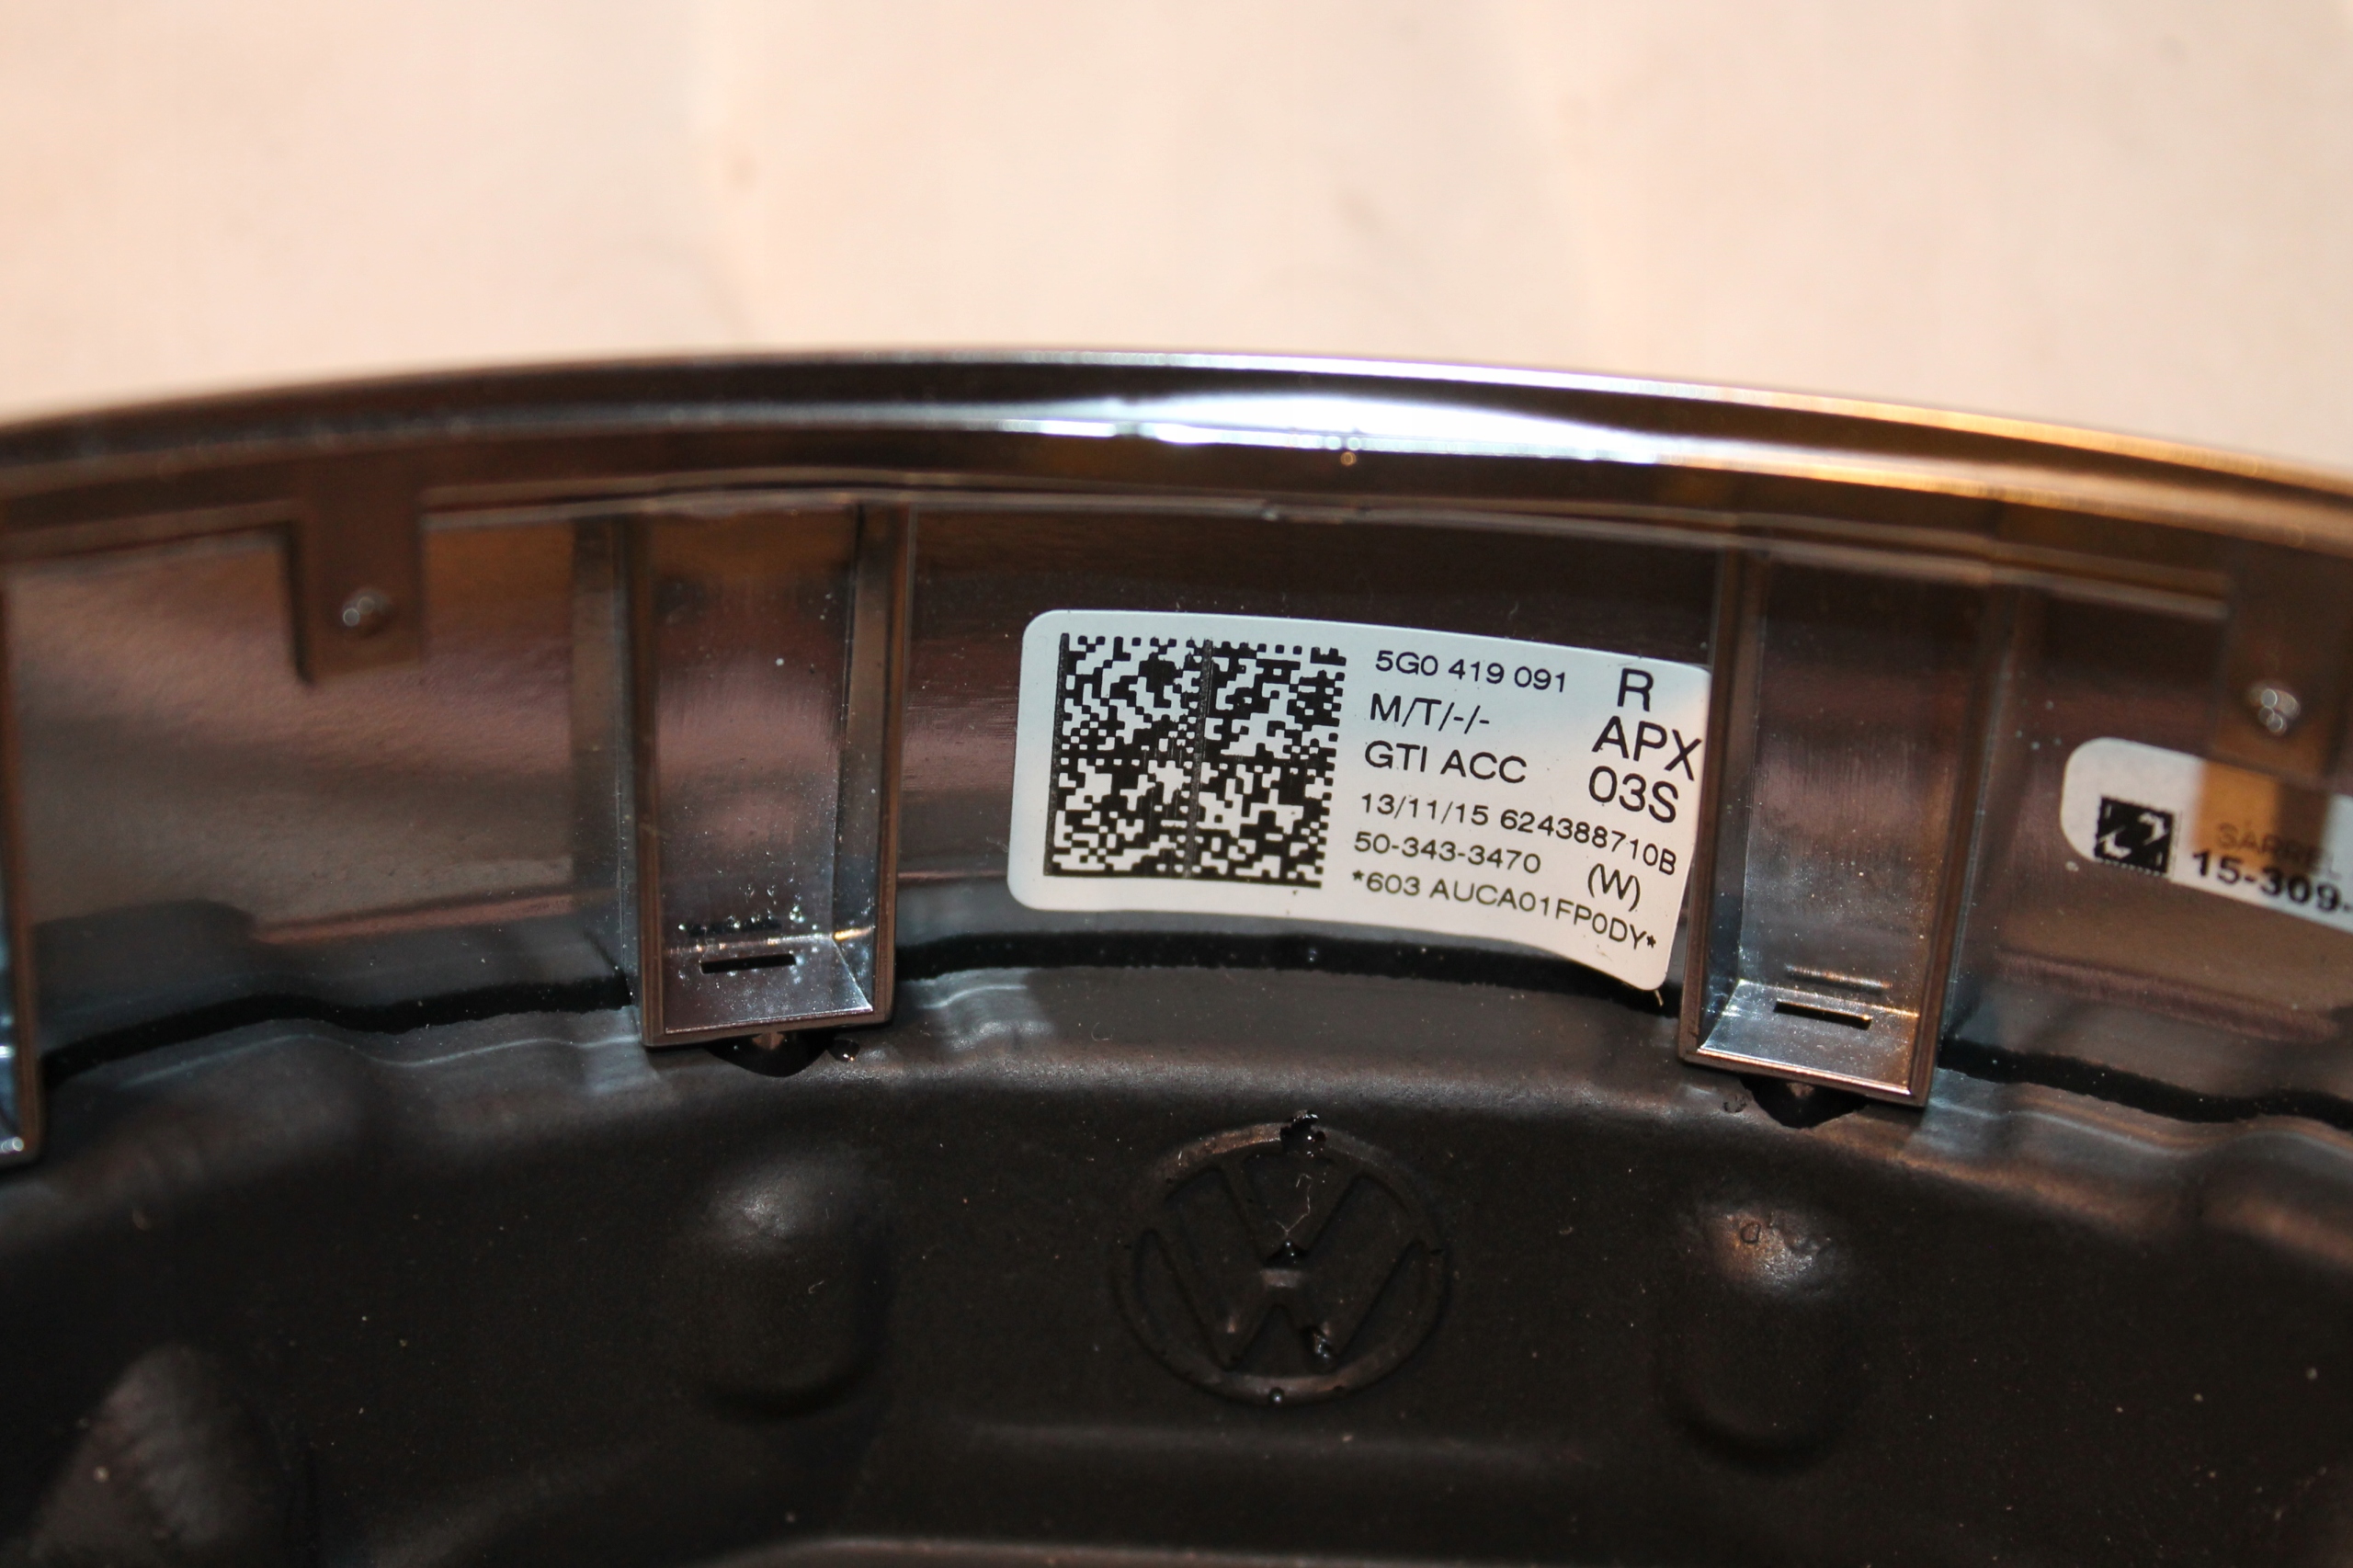 5G0 419 091 R
M/T/-/- APX
GTI ACC 03S
13/11/15 624388710B
50-343-3470 (W)
*603 AUCA01FP0DY*
15-309-